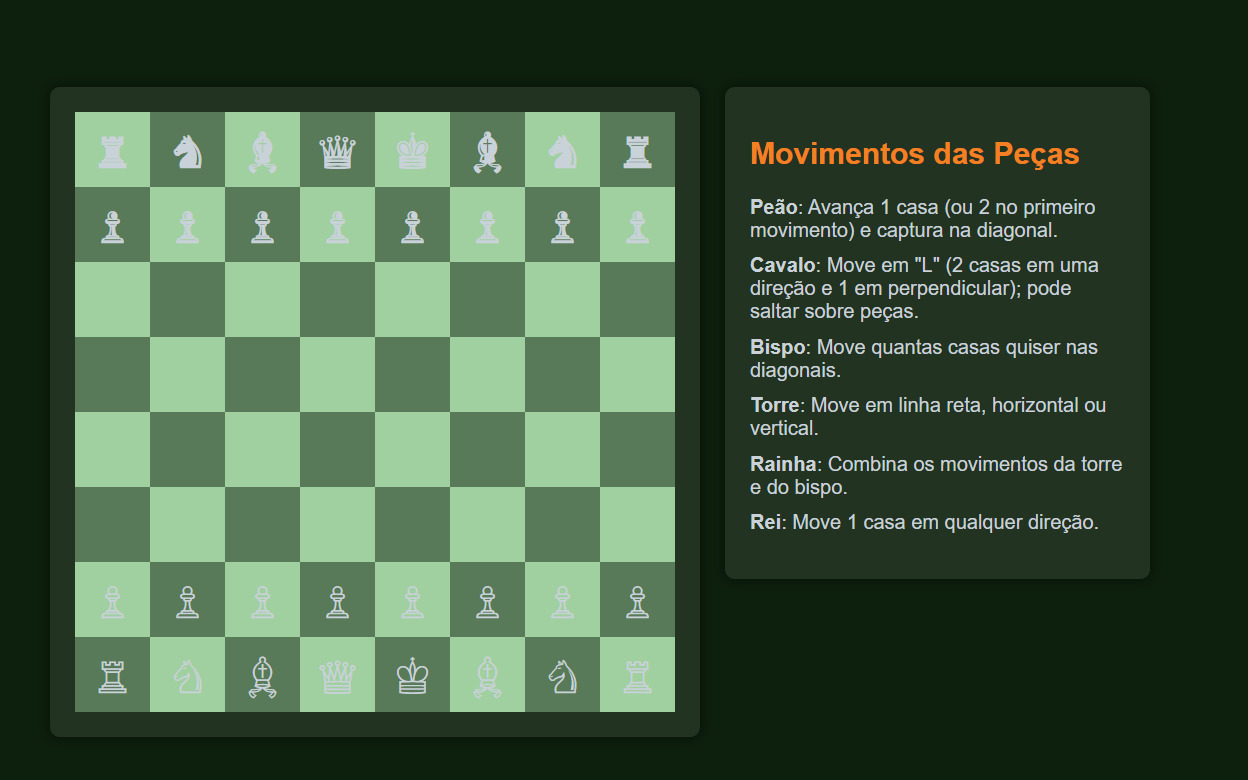 Movimentos das Peças
Peão: Avança 1 casa (ou 2 no primeiro
movimento) e captura na diagonal.
Cavalo: Move em "L" (2 casas em uma
direção e 1 em perpendicular); pode
saltar sobre peças.
Bispo: Move quantas casas quiser nas
diagonais.
Torre: Move em linha reta, horizontal ou
vertical.
Rainha: Combina os movimentos da torre
e do bispo.
Rei: Move 1 casa em qualquer direção.